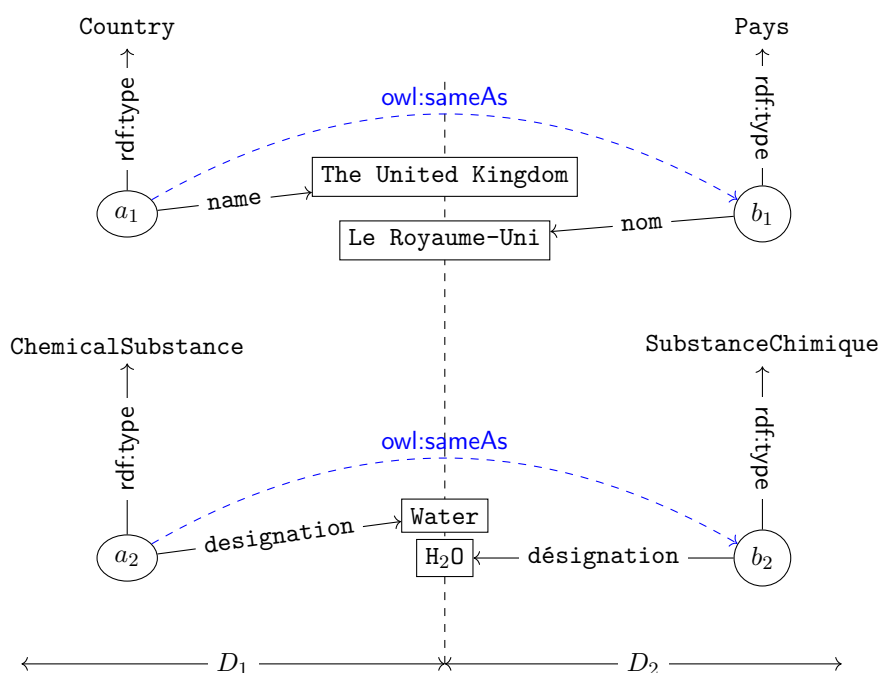 Country
Pays
rdf:type
rdf:type
owl:sameAs
The United Kingdom
a₁
name
b₁
nom
Le Royaume-Uni
ChemicalSubstance
SubstanceChimique
rdf:type
rdf:type
owl:sameAs
Water
designation
a₂
H₂O
désignation
b₂
D₁
D₂